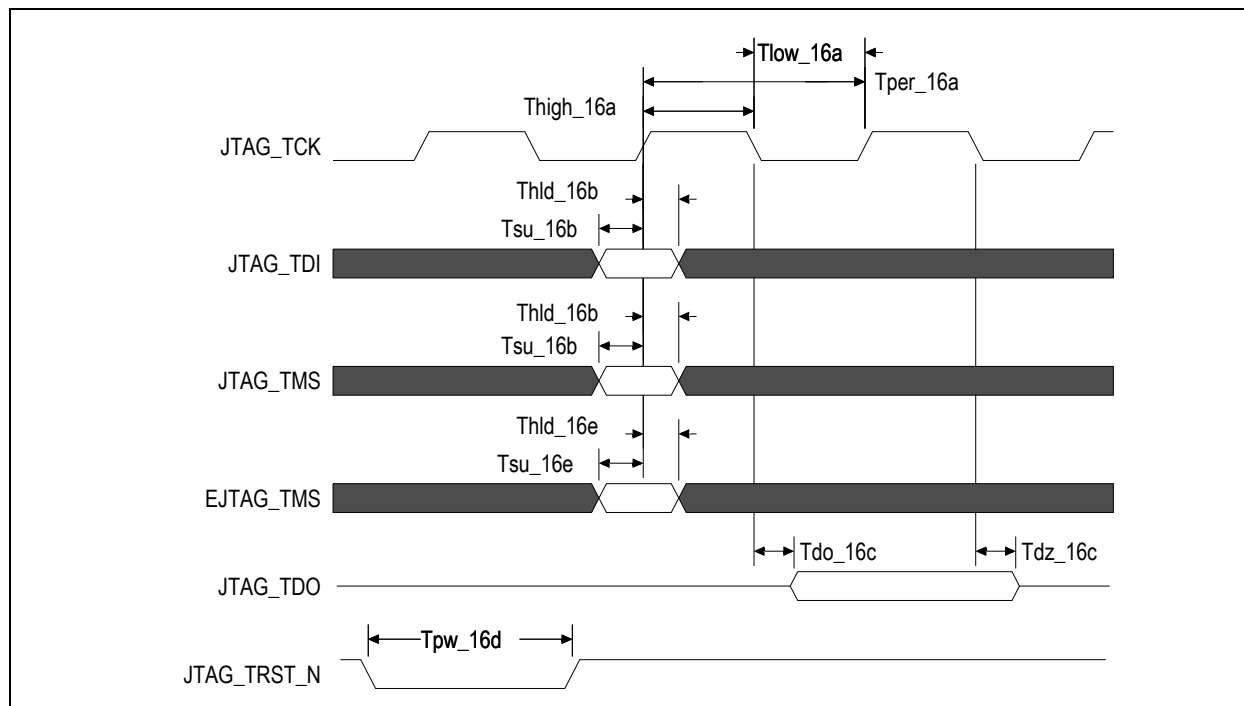 Tlow_16a
Tper_16a
Thigh_16a
JTAG_TCK
Thld_16b
Tsu_16b
JTAG_TDI
Thld_16b
Tsu_16b
JTAG_TMS
Thld_16e
Tsu_16e
EJTAG_TMS
Tdo_16c
Tdz_16c
JTAG_TDO
Tpw_16d
JTAG_TRST_N